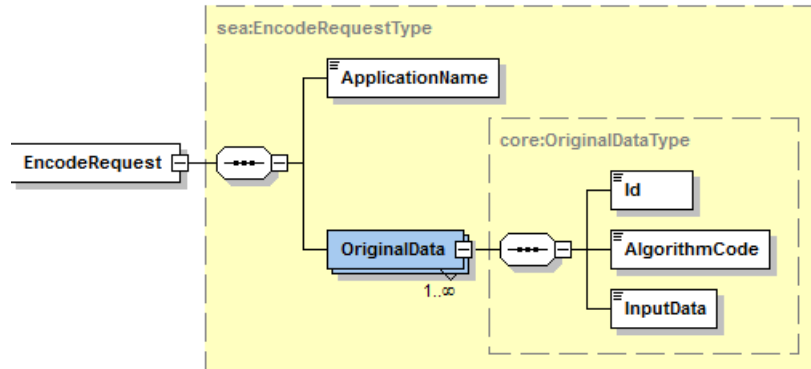 sea:EncodeRequestType
ApplicationName
core:OriginalDataType
EncodeRequest
Id
OriginalData
AlgorithmCode
1..∞
InputData